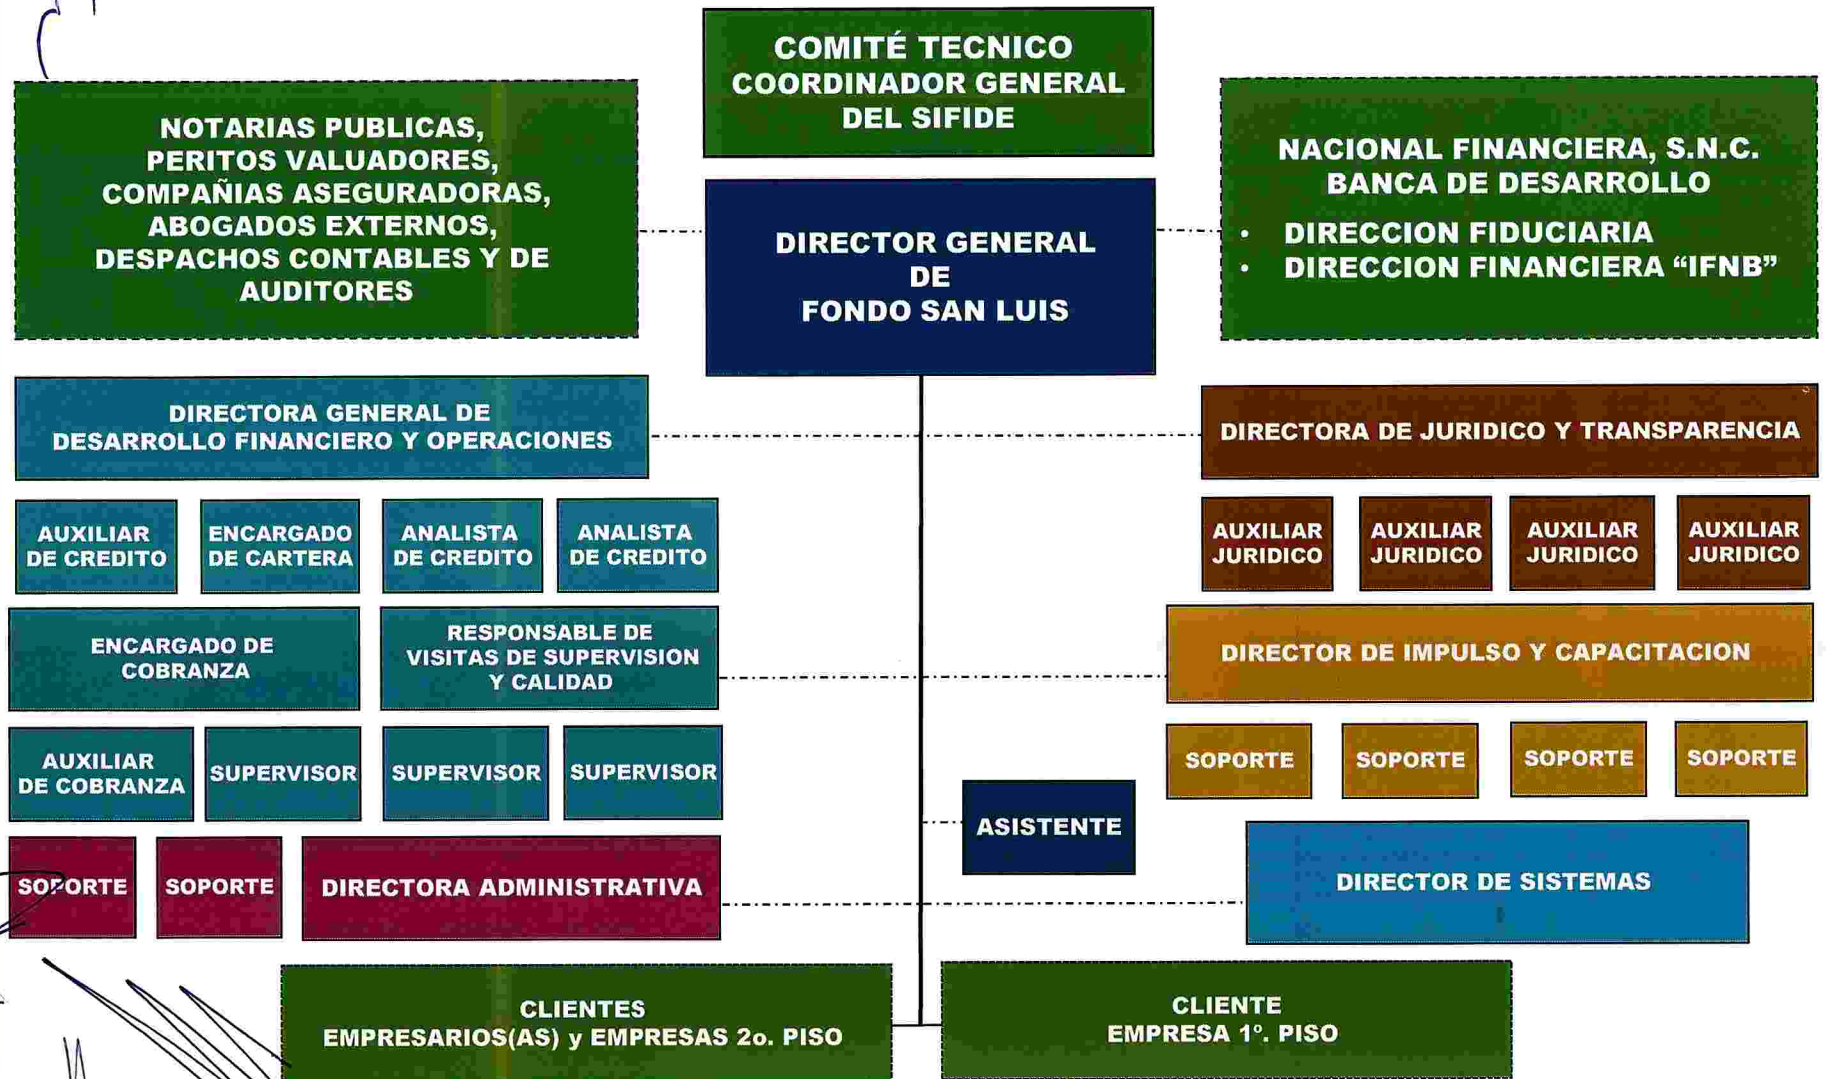 COMITÉ TECNICO
COORDINADOR GENERAL
DEL SIFIDE
NOTARIAS PUBLICAS,
PERITOS VALUADORES,
COMPAÑIAS ASEGURADORAS,
ABOGADOS EXTERNOS,
DESPACHOS CONTABLES Y DE
AUDITORES
DIRECTOR GENERAL
DE
FONDO SAN LUIS
NACIONAL FINANCIERA, S.N.C.
BANCA DE DESARROLLO
• DIRECCION FIDUCIARIA
• DIRECCION FINANCIERA “IFNB”
DIRECTORA GENERAL DE
DESARROLLO FINANCIERO Y OPERACIONES
DIRECTORA DE JURIDICO Y TRANSPARENCIA
AUXILIAR
DE CREDITO
ENCARGADO
DE CARTERA
ANALISTA
DE CREDITO
ANALISTA
DE CREDITO
AUXILIAR
JURIDICO
AUXILIAR
JURIDICO
AUXILIAR
JURIDICO
AUXILIAR
JURIDICO
ENCARGADO DE
COBRANZA
RESPONSABLE DE
VISITAS DE SUPERVISION
Y CALIDAD
DIRECTOR DE IMPULSO Y CAPACITACION
AUXILIAR
DE COBRANZA
SUPERVISOR
SUPERVISOR
SUPERVISOR
SOPORTE
SOPORTE
SOPORTE
SOPORTE
ASISTENTE
SOPORTE
SOPORTE
DIRECTORA ADMINISTRATIVA
DIRECTOR DE SISTEMAS
CLIENTES
EMPRESARIOS(AS) y EMPRESAS 2o. PISO
CLIENTE
EMPRESA 1º. PISO